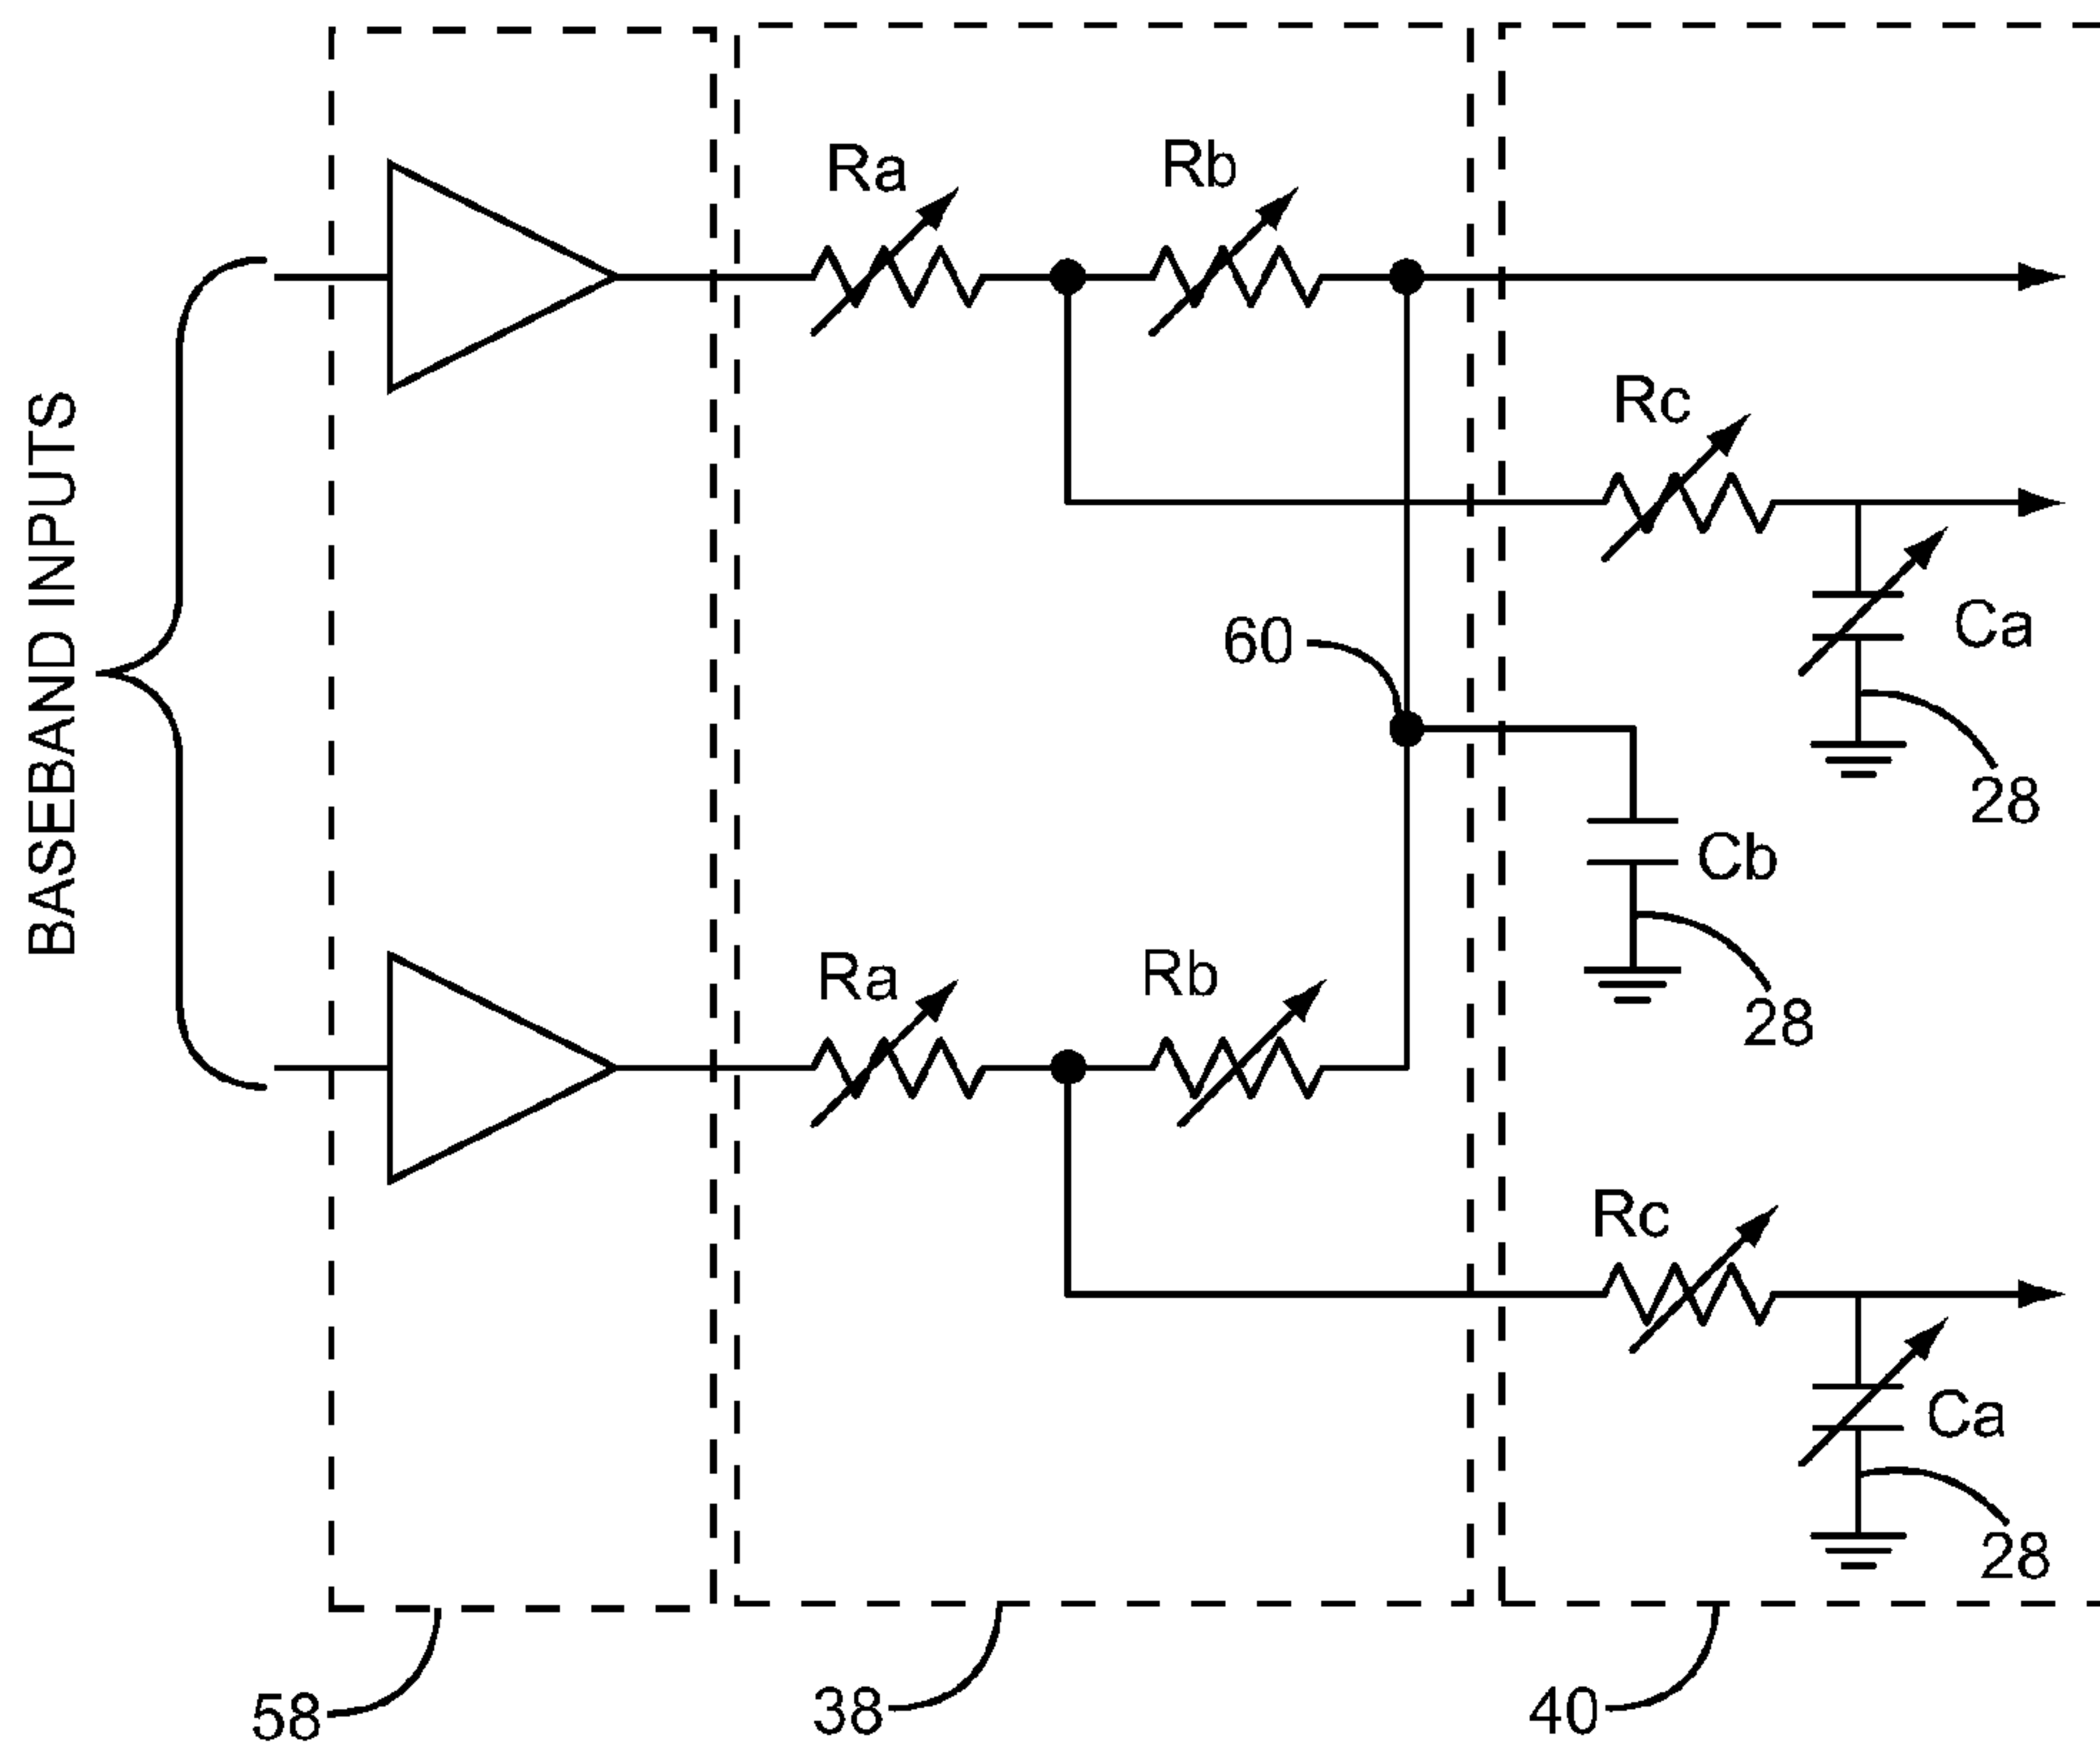 Ra
Rb
Rc
BASEBAND INPUTS
60
Ca
28
Cb
28
Ra
Rb
Rc
Ca
28
58
38
40